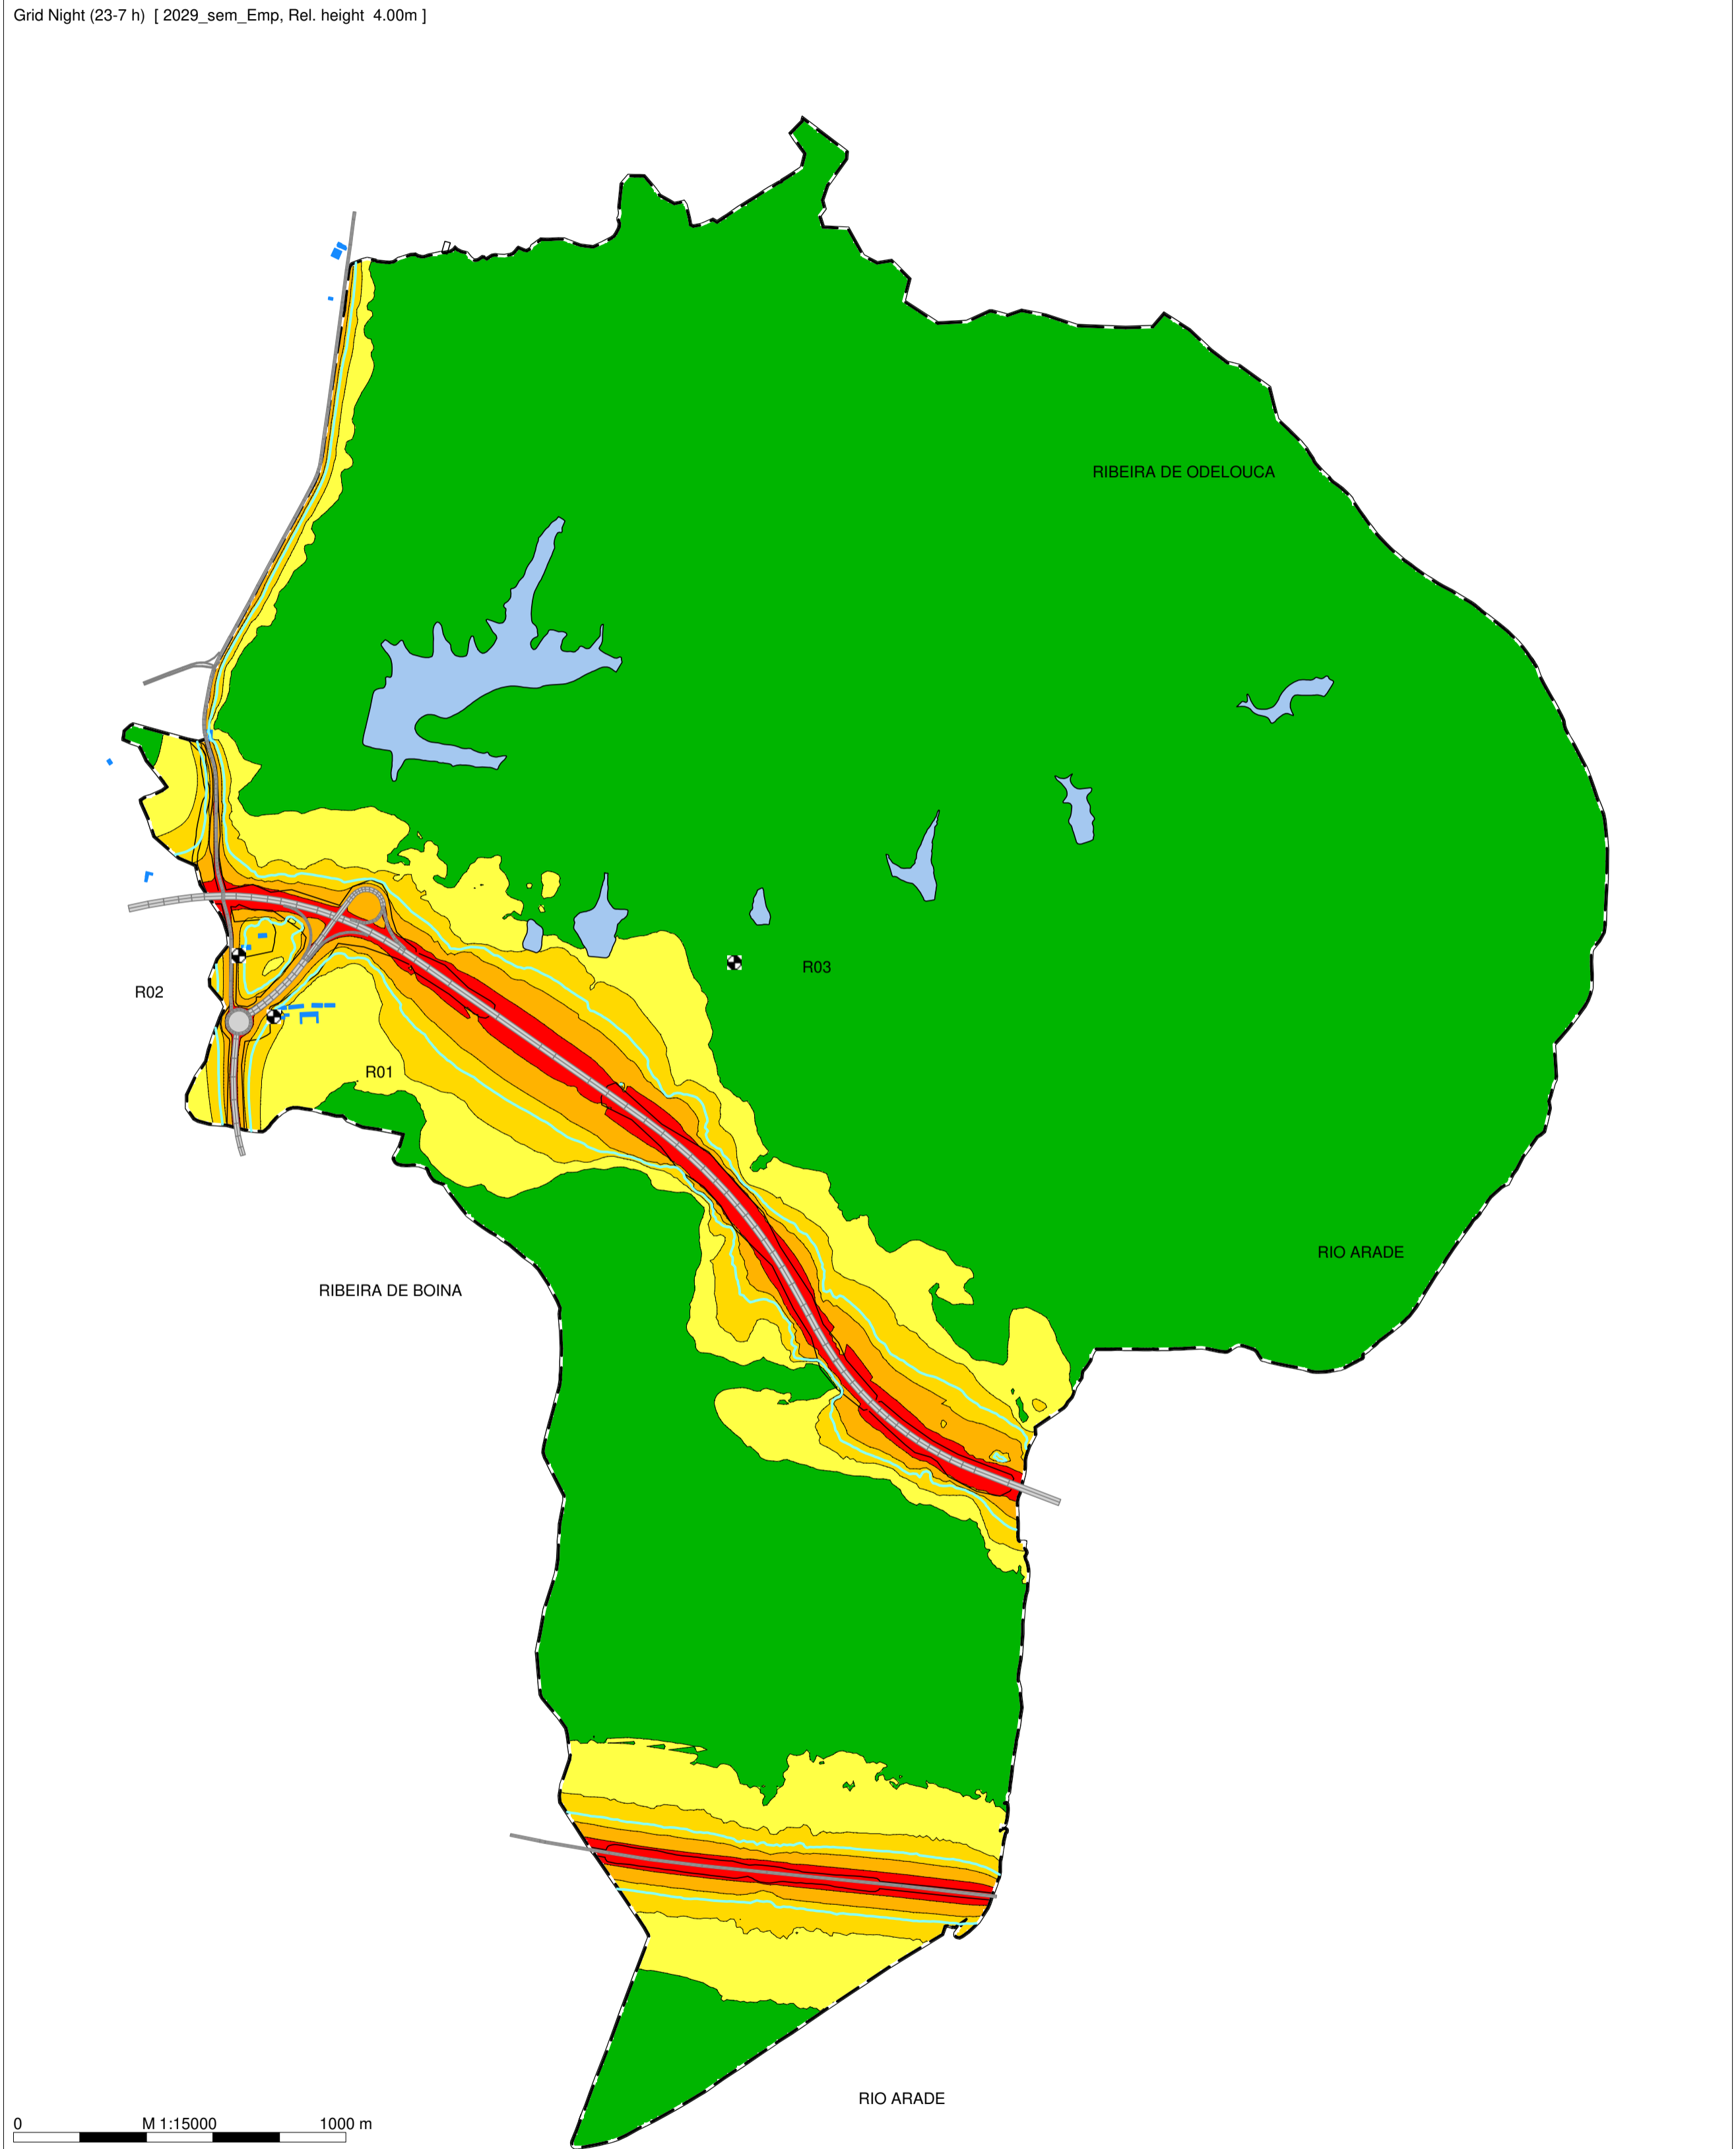 Grid Night (23-7 h) [ 2029_sem_Emp, Rel. height 4.00m ]
RIBEIRA DE ODELOUCA
R03
R02
R01
RIO ARADE
RIBEIRA DE BOINA
RIO ARADE
0 M 1:15000 1000 m